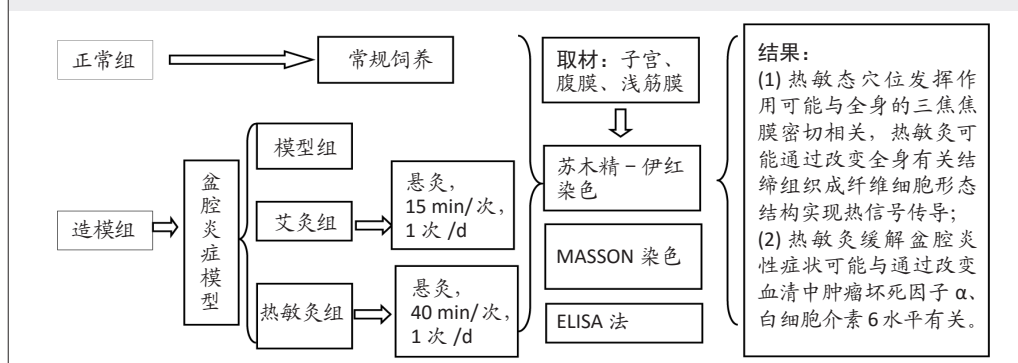 正常组
常规饲养
造模组
盆腔炎症模型
模型组
艾灸组
热敏灸组
悬灸，
15 min/次，
1 次 /d
悬灸，
40 min/次，
1 次 /d
取材：子宫、
腹膜、浅筋膜
苏木精－伊红
染色
MASSON 染色
ELISA 法
结果：
(1) 热敏态穴位发挥作
用可能与全身的三焦焦
膜密切相关，热敏灸可
能通过改变全身有关结
缔组织成纤维细胞形态
结构实现热信号传导；
(2) 热敏灸缓解盆腔炎
性症状可能与通过改变
血清中肿瘤坏死因子 α、
白细胞介素 6 水平有关。